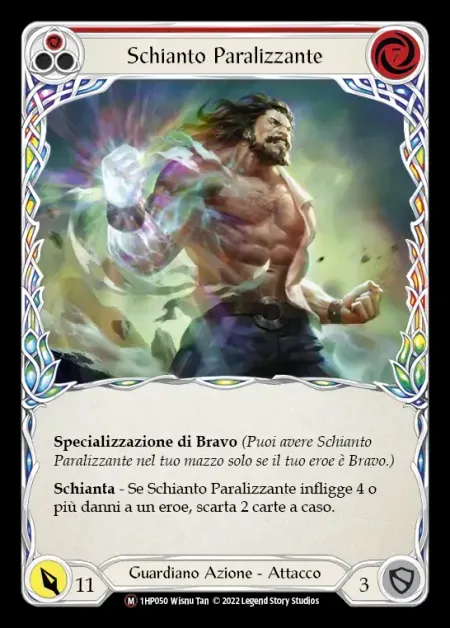 7
Schianto Paralizzante
Specializzazione di Bravo (Puoi avere Schianto
Paralizzante nel tuo mazzo solo se il tuo eroe è Bravo.)
Schianta - Se Schianto Paralizzante infligge 4 o
più danni a un eroe, scarta 2 carte a caso.
11
Guardiano Azione - Attacco
3
M 1HP050 Wisnu Tan © 2022 Legend Story Studios